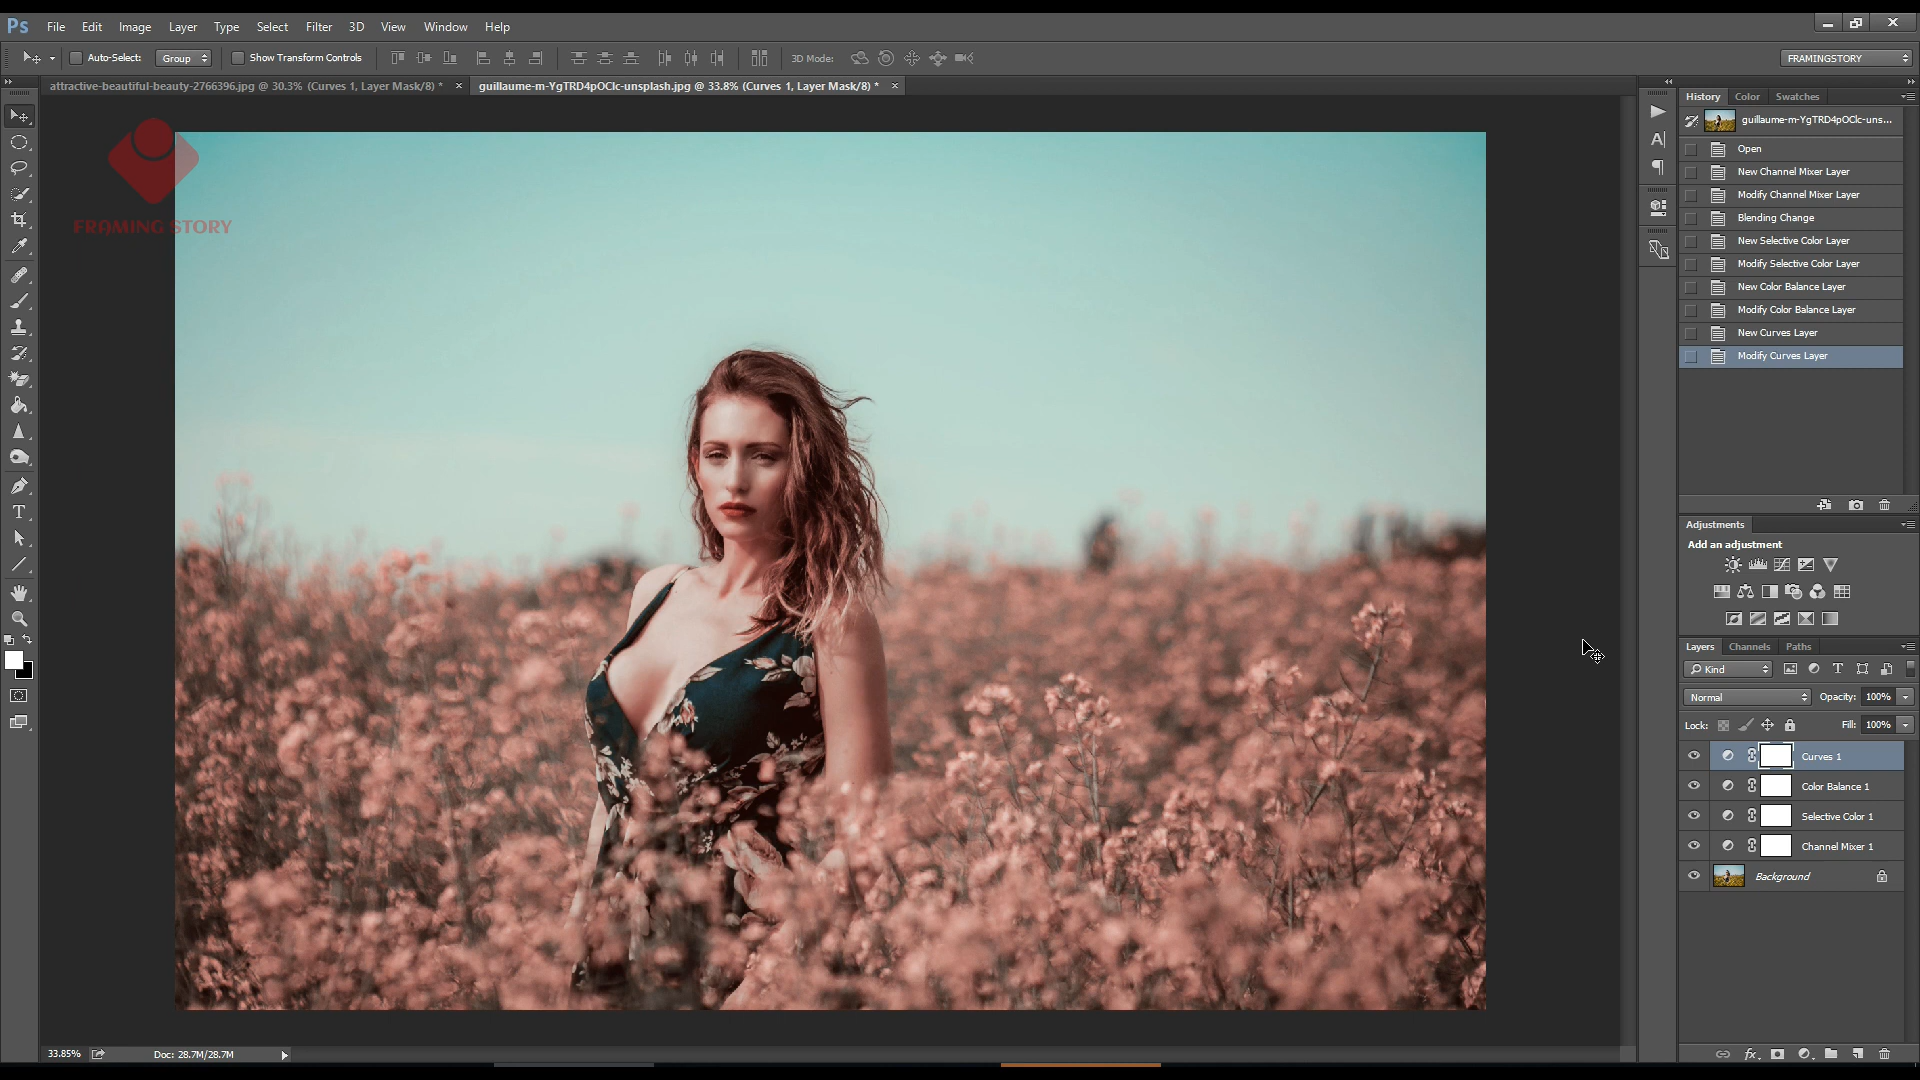 Ps File Edit Image Layer Type Select Filter 3D View Window Help
Auto-Select: Group Show Transform Controls 3D Mode: FRAMINGSTORY
attractive-beautiful-beauty-2766396.jpg @ 30.3% (Curves 1, Layer Mask/8) * × guillaume-m-YgTRD4pOClc-unsplash.jpg @ 33.8% (Curves 1, Layer Mask/8) * ×
FRAMING STORY
History Color Swatches
guillaume-m-YgTRD4pOClc-uns...
Open
New Channel Mixer Layer
Modify Channel Mixer Layer
Blending Change
New Selective Color Layer
Modify Selective Color Layer
New Color Balance Layer
Modify Color Balance Layer
New Curves Layer
Modify Curves Layer
Adjustments
Add an adjustment
Layers Channels Paths
Kind
Normal Opacity: 100%
Lock: Fill: 100%
Curves 1
Color Balance 1
Selective Color 1
Channel Mixer 1
Background
33.85% Doc: 28.7M/28.7M